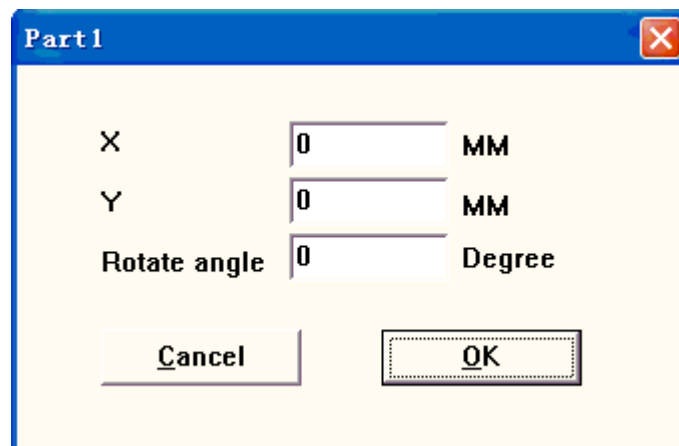 Part1
X 0 MM
Y 0 MM
Rotate angle 0 Degree
Cancel OK